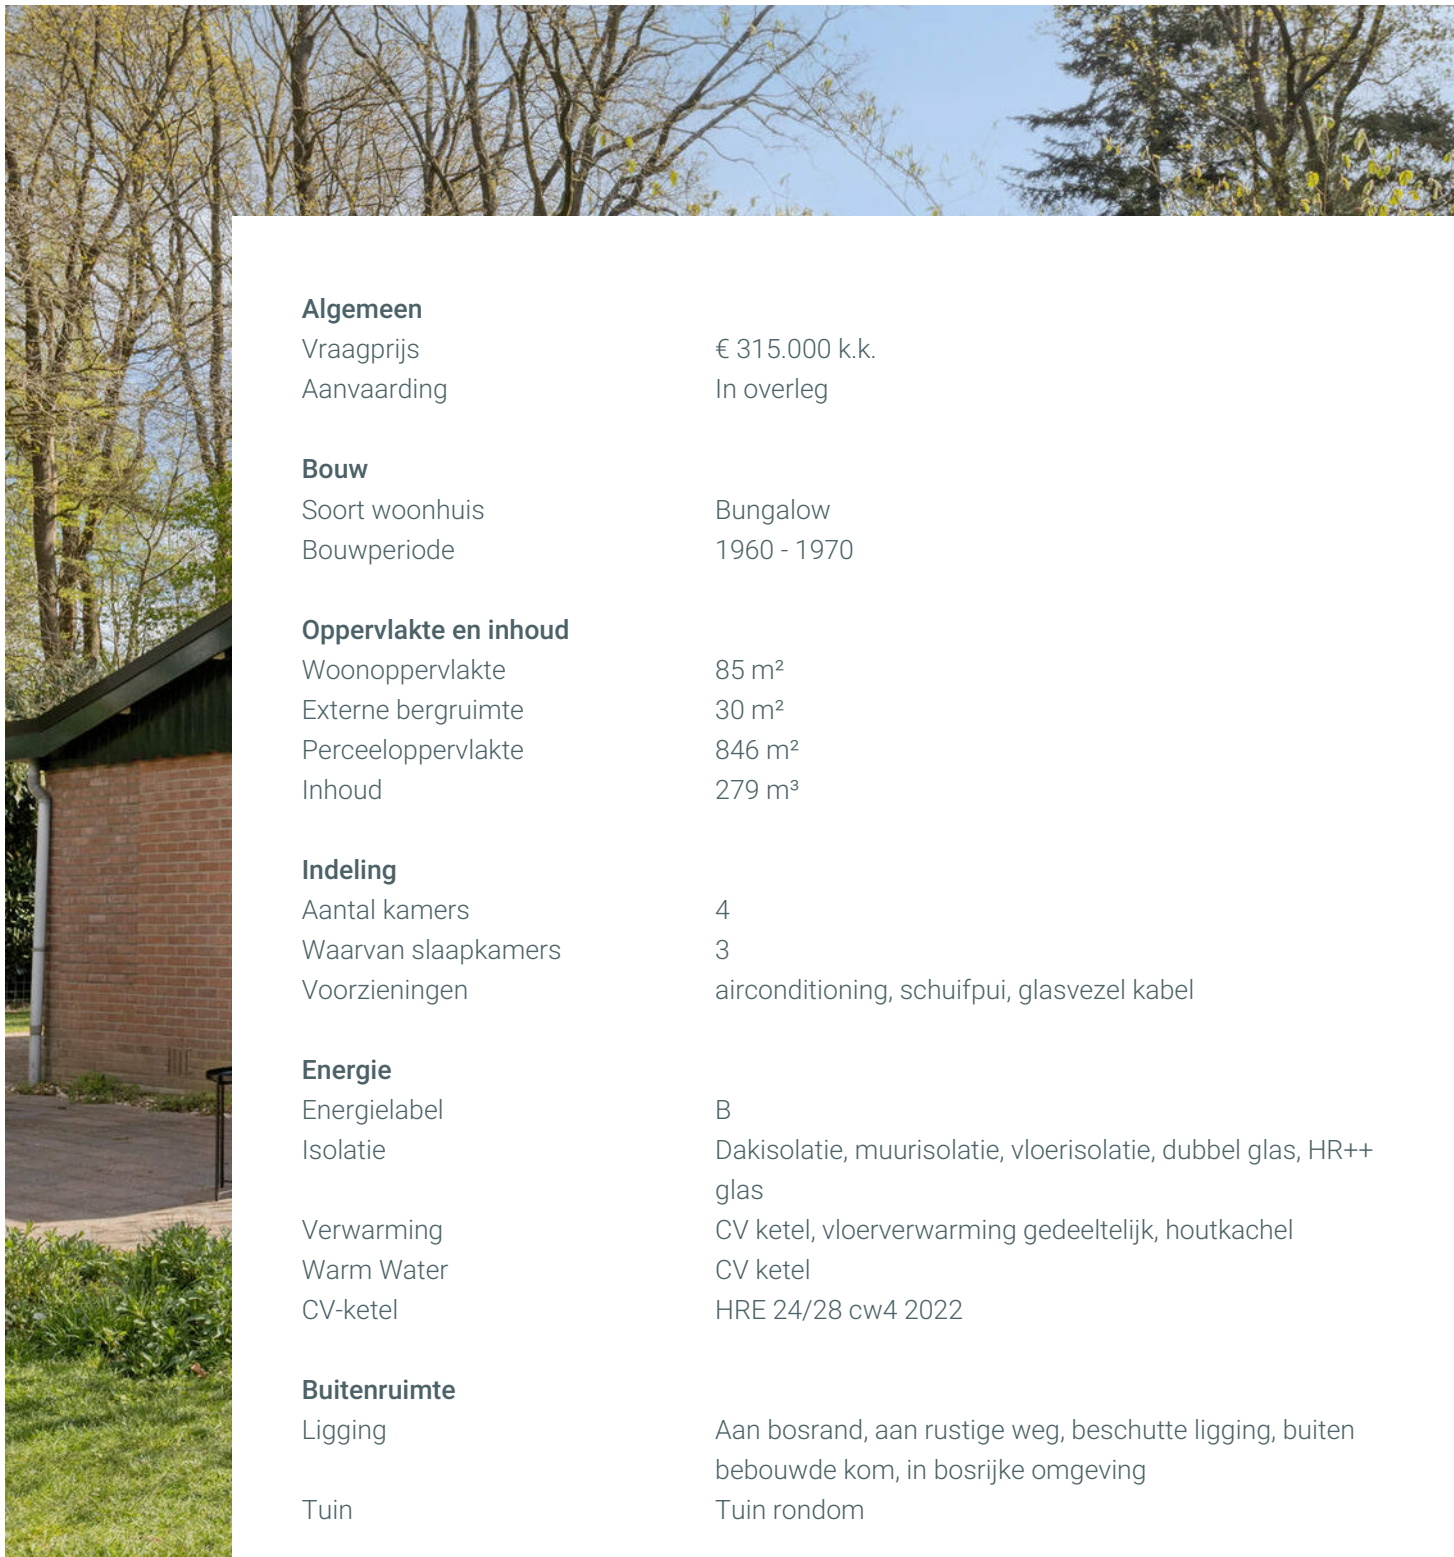 Algemeen
Vraagprijs € 315.000 k.k.
Aanvaarding In overleg
Bouw
Soort woonhuis Bungalow
Bouwperiode 1960 - 1970
Oppervlakte en inhoud
Woonoppervlakte 85 m²
Externe bergruimte 30 m²
Perceeloppervlakte 846 m²
Inhoud 279 m³
Indeling
Aantal kamers 4
Waarvan slaapkamers 3
Voorzieningen airconditioning, schuifpui, glasvezel kabel
Energie
Energielabel B
Isolatie Dakisolatie, muurisolatie, vloerisolatie, dubbel glas, HR++
glas
Verwarming CV ketel, vloerverwarming gedeeltelijk, houtkachel
Warm Water CV ketel
CV-ketel HRE 24/28 cw4 2022
Buitenruimte
Ligging Aan bosrand, aan rustige weg, beschutte ligging, buiten
bebouwde kom, in bosrijke omgeving
Tuin Tuin rondom